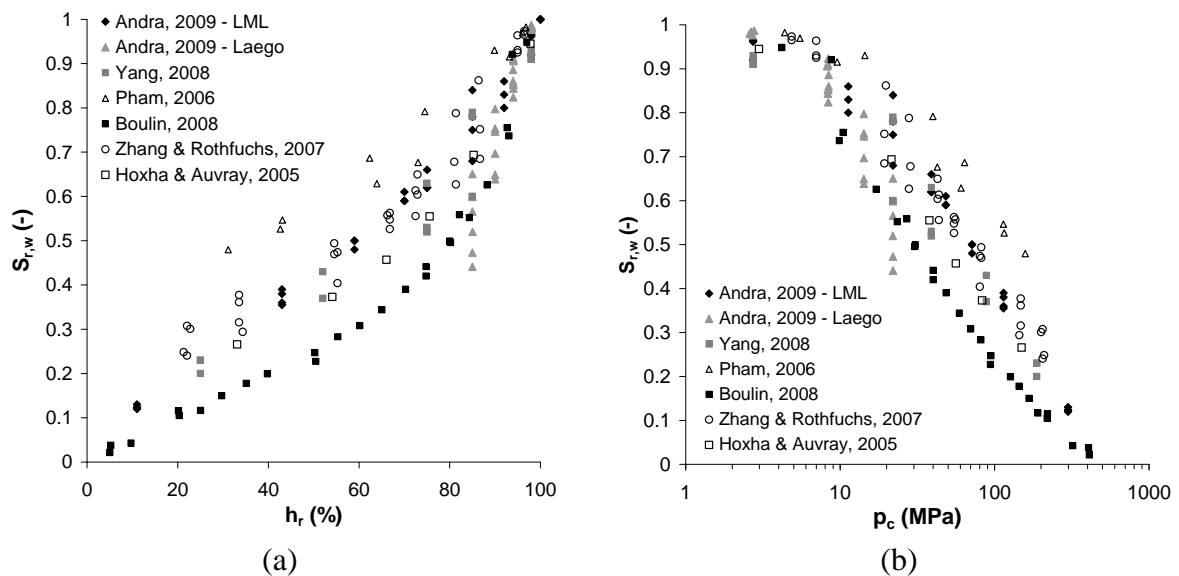 Andra, 2009 - LML
Andra, 2009 - Laego
Yang, 2008
Pham, 2006
Boulin, 2008
Zhang & Rothfuchs, 2007
Hoxha & Auvray, 2005
1
0.9
0.8
0.7
0.6
0.5
0.4
0.3
0.2
0.1
0
S_{r,w} (-)
0 20 40 60 80 100
h_r (%)
(a)
1
0.9
0.8
0.7
0.6
0.5
0.4
0.3
0.2
0.1
0
S_{r,w} (-)
Andra, 2009 - LML
Andra, 2009 - Laego
Yang, 2008
Pham, 2006
Boulin, 2008
Zhang & Rothfuchs, 2007
Hoxha & Auvray, 2005
1 10 100 1000
p_c (MPa)
(b)